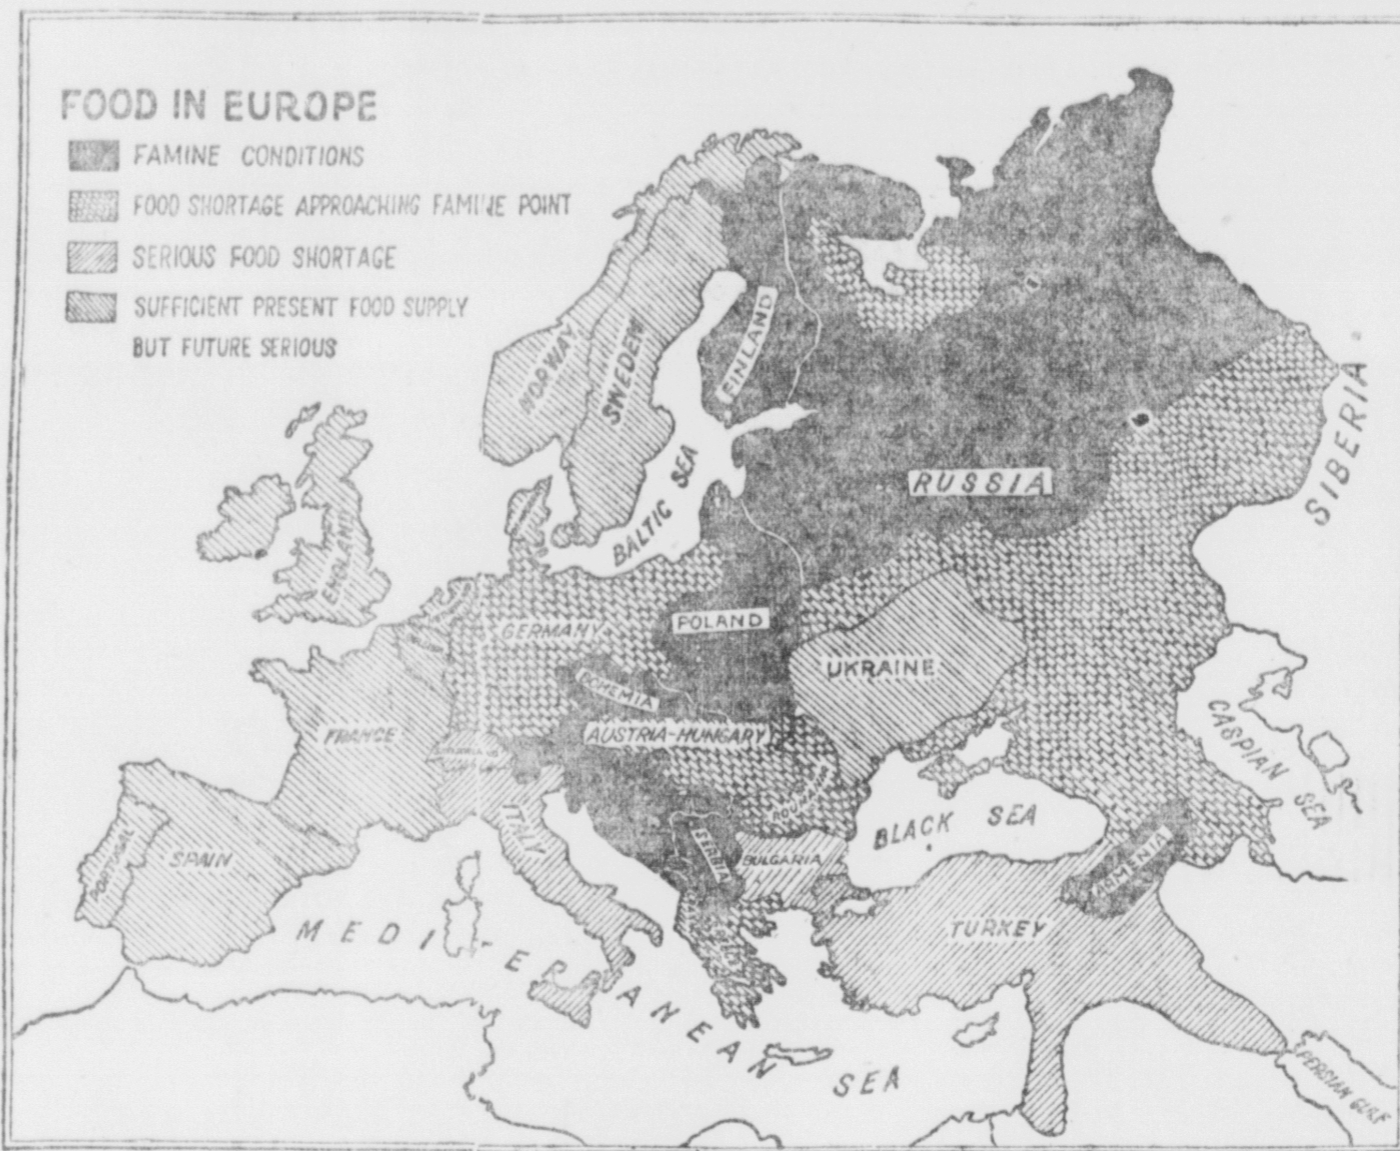 FOOD IN EUROPE
FAMINE CONDITIONS
FOOD SHORTAGE APPROACHING FAMINE POINT
SERIOUS FOOD SHORTAGE
SUFFICIENT PRESENT FOOD SUPPLY
BUT FUTURE SERIOUS
NORWAY
SWEDEN
FINLAND
SIBERIA
RUSSIA
BALTIC SEA
ENGLAND
GERMANY
POLAND
UKRAINE
BOHEMIA
FRANCE
AUSTRIA-HUNGARY
CASPIAN SEA
ROUMANIA
ITALY
BLACK SEA
SERBIA
BULGARIA
ARMENIA
PORTUGAL
SPAIN
TURKEY
MEDITERRANEAN SEA
PERSIAN GULF